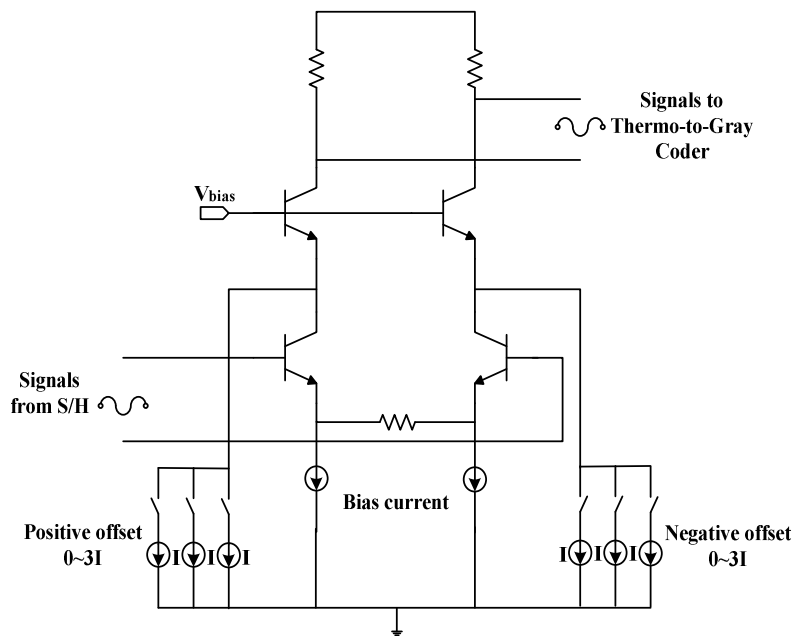 Signals to
Thermo-to-Gray
Coder
Vbias
Signals
from S/H
Bias current
Positive offset
0~3I
I I I
I I I
Negative offset
0~3I